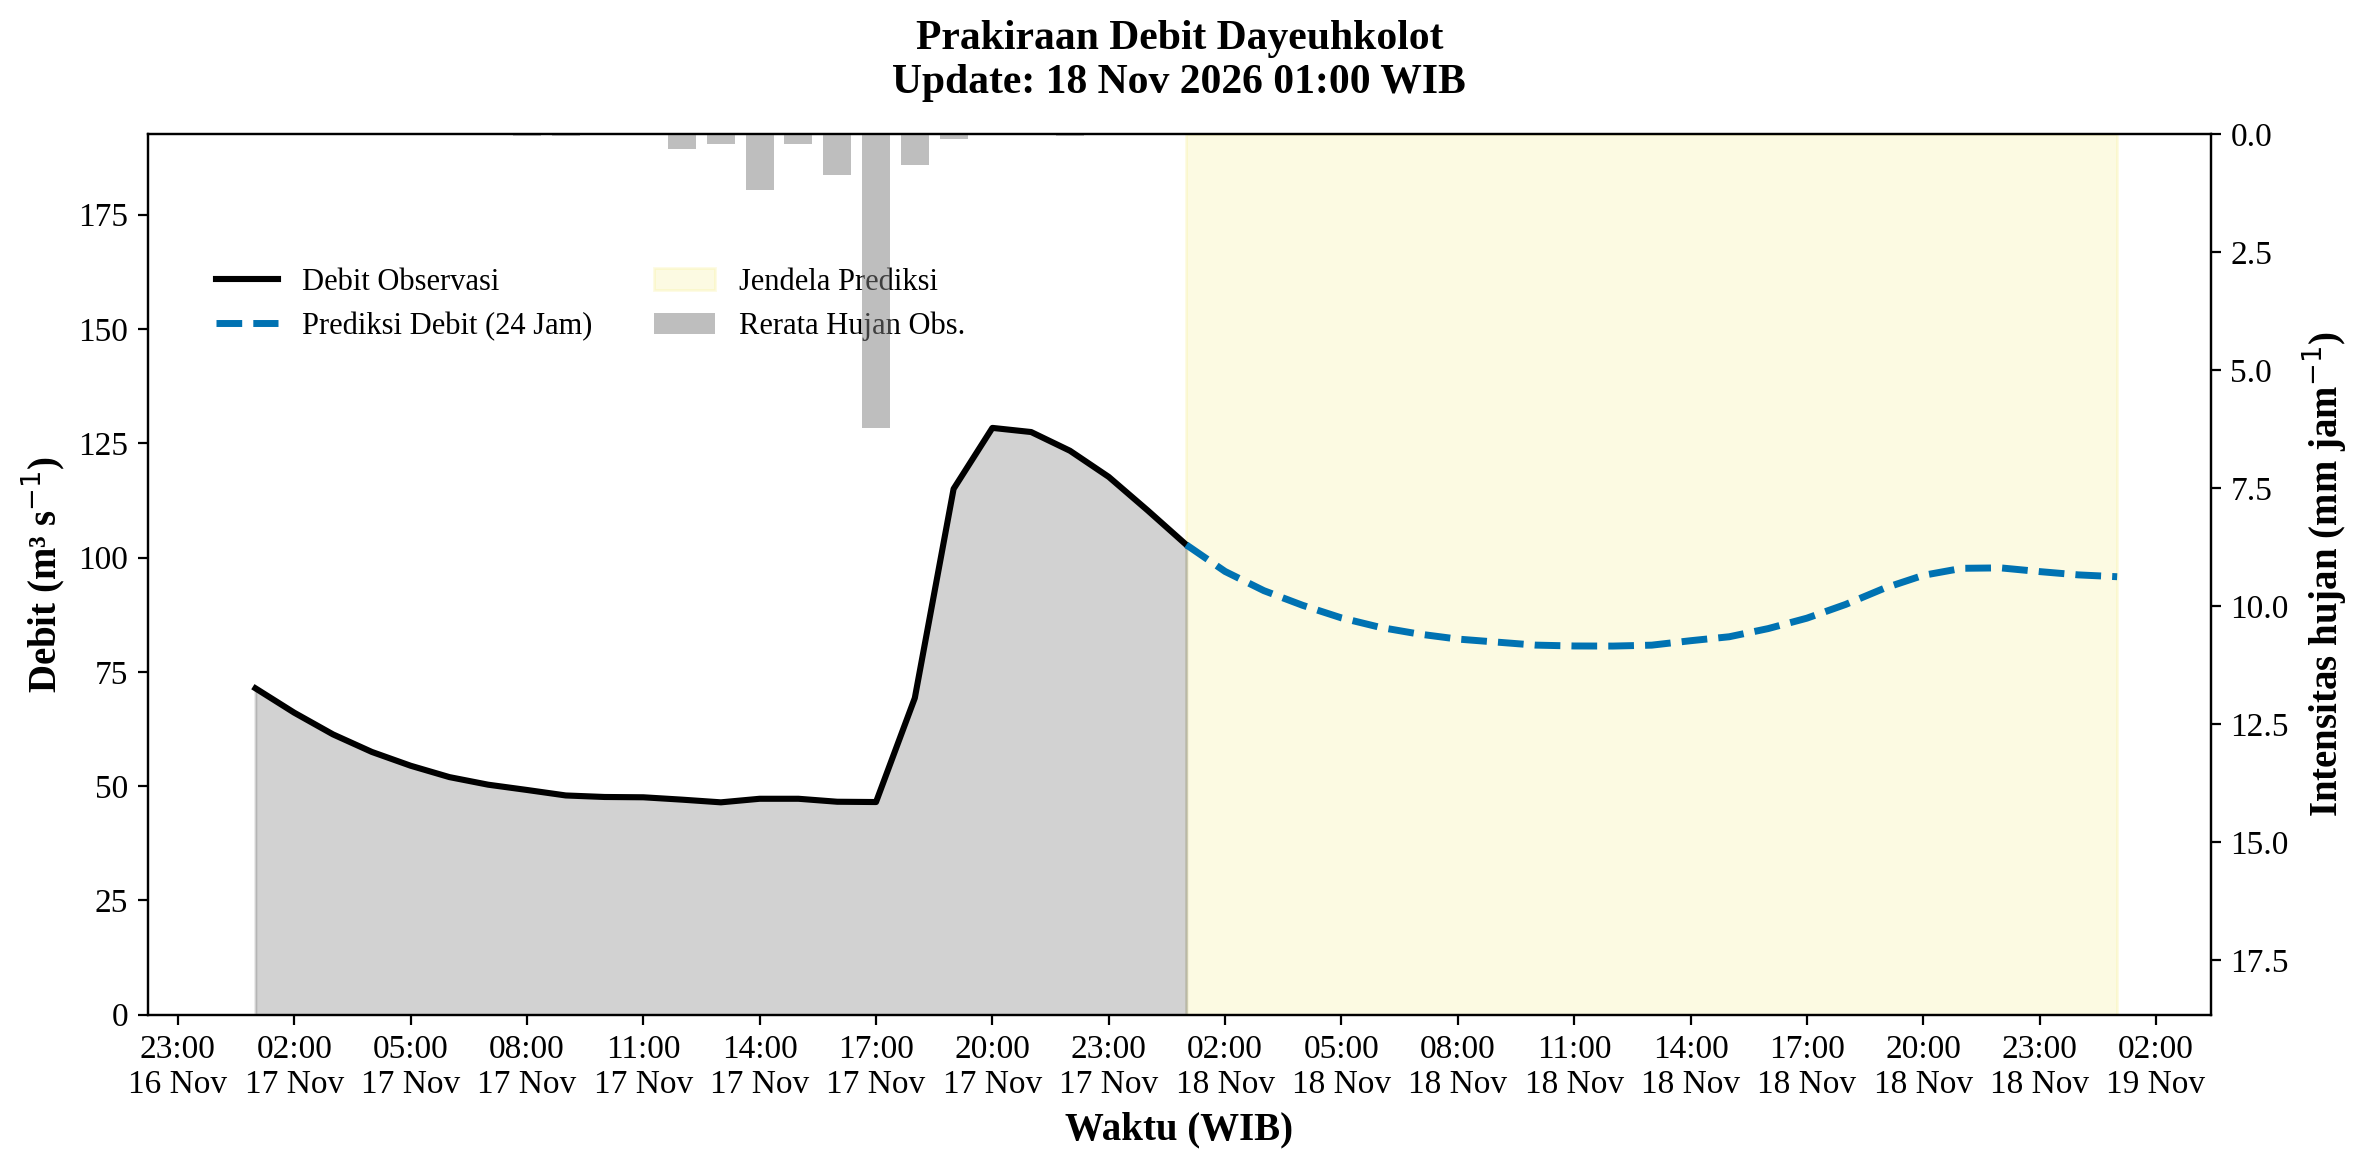 Prakiraan Debit Dayeuhkolot
Update: 18 Nov 2026 01:00 WIB
Debit (m³ s⁻¹)
175
150
125
100
75
50
25
0
Debit Observasi
Prediksi Debit (24 Jam)
Jendela Prediksi
Rerata Hujan Obs.
0.0
2.5
5.0
7.5
10.0
12.5
15.0
17.5
Intensitas hujan (mm jam⁻¹)
23:00 02:00 05:00 08:00 11:00 14:00 17:00 20:00 23:00 02:00 05:00 08:00 11:00 14:00 17:00 20:00 23:00 02:00
16 Nov 17 Nov 17 Nov 17 Nov 17 Nov 17 Nov 17 Nov 17 Nov 17 Nov 18 Nov 18 Nov 18 Nov 18 Nov 18 Nov 18 Nov 18 Nov 18 Nov 19 Nov
Waktu (WIB)